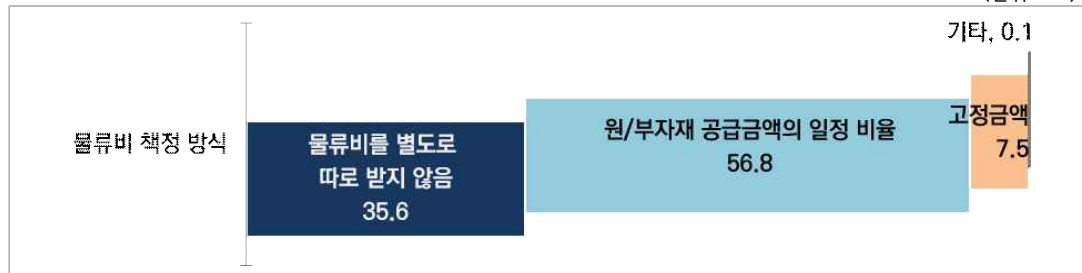 기타, 0.1
물류비 책정 방식
물류비를 별도로
따로 받지 않음
35.6
원/부자재 공급금액의 일정 비율
56.8
고정금액
7.5